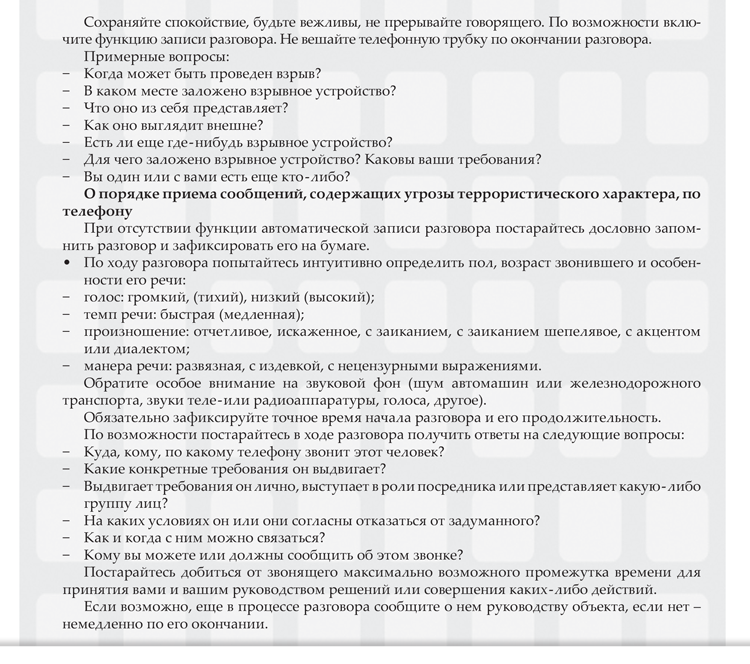 Сохраняйте спокойствие, будьте вежливы, не прерывайте говорящего. По возможности вклю-
чите функцию записи разговора. Не вешайте телефонную трубку по окончании разговора.
Примерные вопросы:
– Когда может быть проведен взрыв?
– В каком месте заложено взрывное устройство?
– Что оно из себя представляет?
– Как оно выглядит внешне?
– Есть ли еще где-нибудь взрывное устройство?
– Для чего заложено взрывное устройство? Каковы ваши требования?
– Вы один или с вами есть еще кто-либо?
О порядке приема сообщений, содержащих угрозы террористического характера, по
телефону
При отсутствии функции автоматической записи разговора постарайтесь дословно запом-
нить разговор и зафиксировать его на бумаге.
• По ходу разговора попытайтесь интуитивно определить пол, возраст звонившего и особен-
ности его речи:
– голос: громкий, (тихий), низкий (высокий);
– темп речи: быстрая (медленная);
– произношение: отчетливое, искаженное, с заиканием, с заиканием шепелявое, с акцентом
или диалектом;
– манера речи: развязная, с издевкой, с нецензурными выражениями.
Обратите особое внимание на звуковой фон (шум автомашин или железнодорожного
транспорта, звуки теле-или радиоаппаратуры, голоса, другое).
Обязательно зафиксируйте точное время начала разговора и его продолжительность.
По возможности постарайтесь в ходе разговора получить ответы на следующие вопросы:
– Куда, кому, по какому телефону звонит этот человек?
– Какие конкретные требования он выдвигает?
– Выдвигает требования он лично, выступает в роли посредника или представляет какую-либо
группу лиц?
– На каких условиях он или они согласны отказаться от задуманного?
– Как и когда с ним можно связаться?
– Кому вы можете или должны сообщить об этом звонке?
Постарайтесь добиться от звонящего максимально возможного промежутка времени для
принятия вами и вашим руководством решений или совершения каких-либо действий.
Если возможно, еще в процессе разговора сообщите о нем руководству объекта, если нет –
немедленно по его окончании.